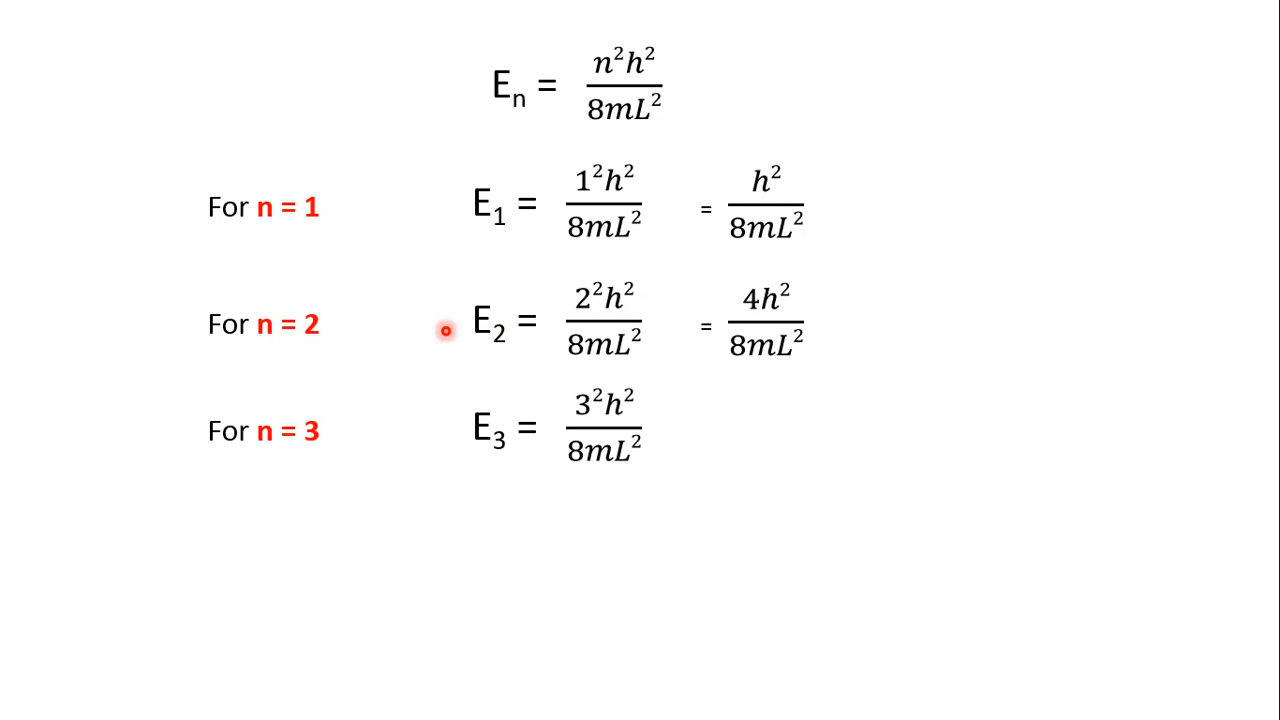 Eₙ = n²h² / 8mL²
For n = 1 E₁ = 1²h² / 8mL² = h² / 8mL²
For n = 2 E₂ = 2²h² / 8mL² = 4h² / 8mL²
For n = 3 E₃ = 3²h² / 8mL²